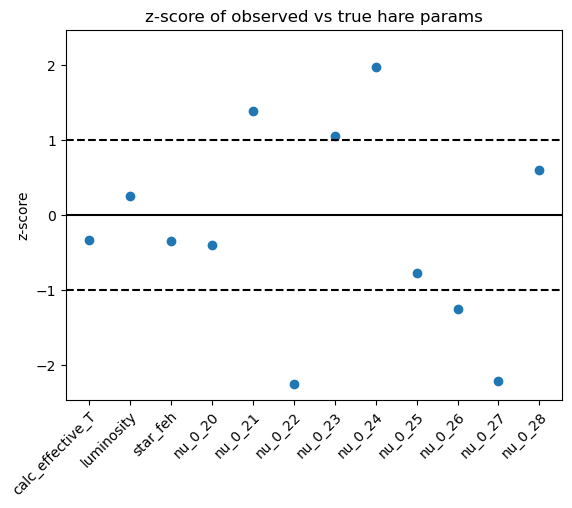 z-score of observed vs true hare params
z-score
2
1
0
−1
−2
calc_effective_T
luminosity
star_feh
nu_0_20
nu_0_21
nu_0_22
nu_0_23
nu_0_24
nu_0_25
nu_0_26
nu_0_27
nu_0_28